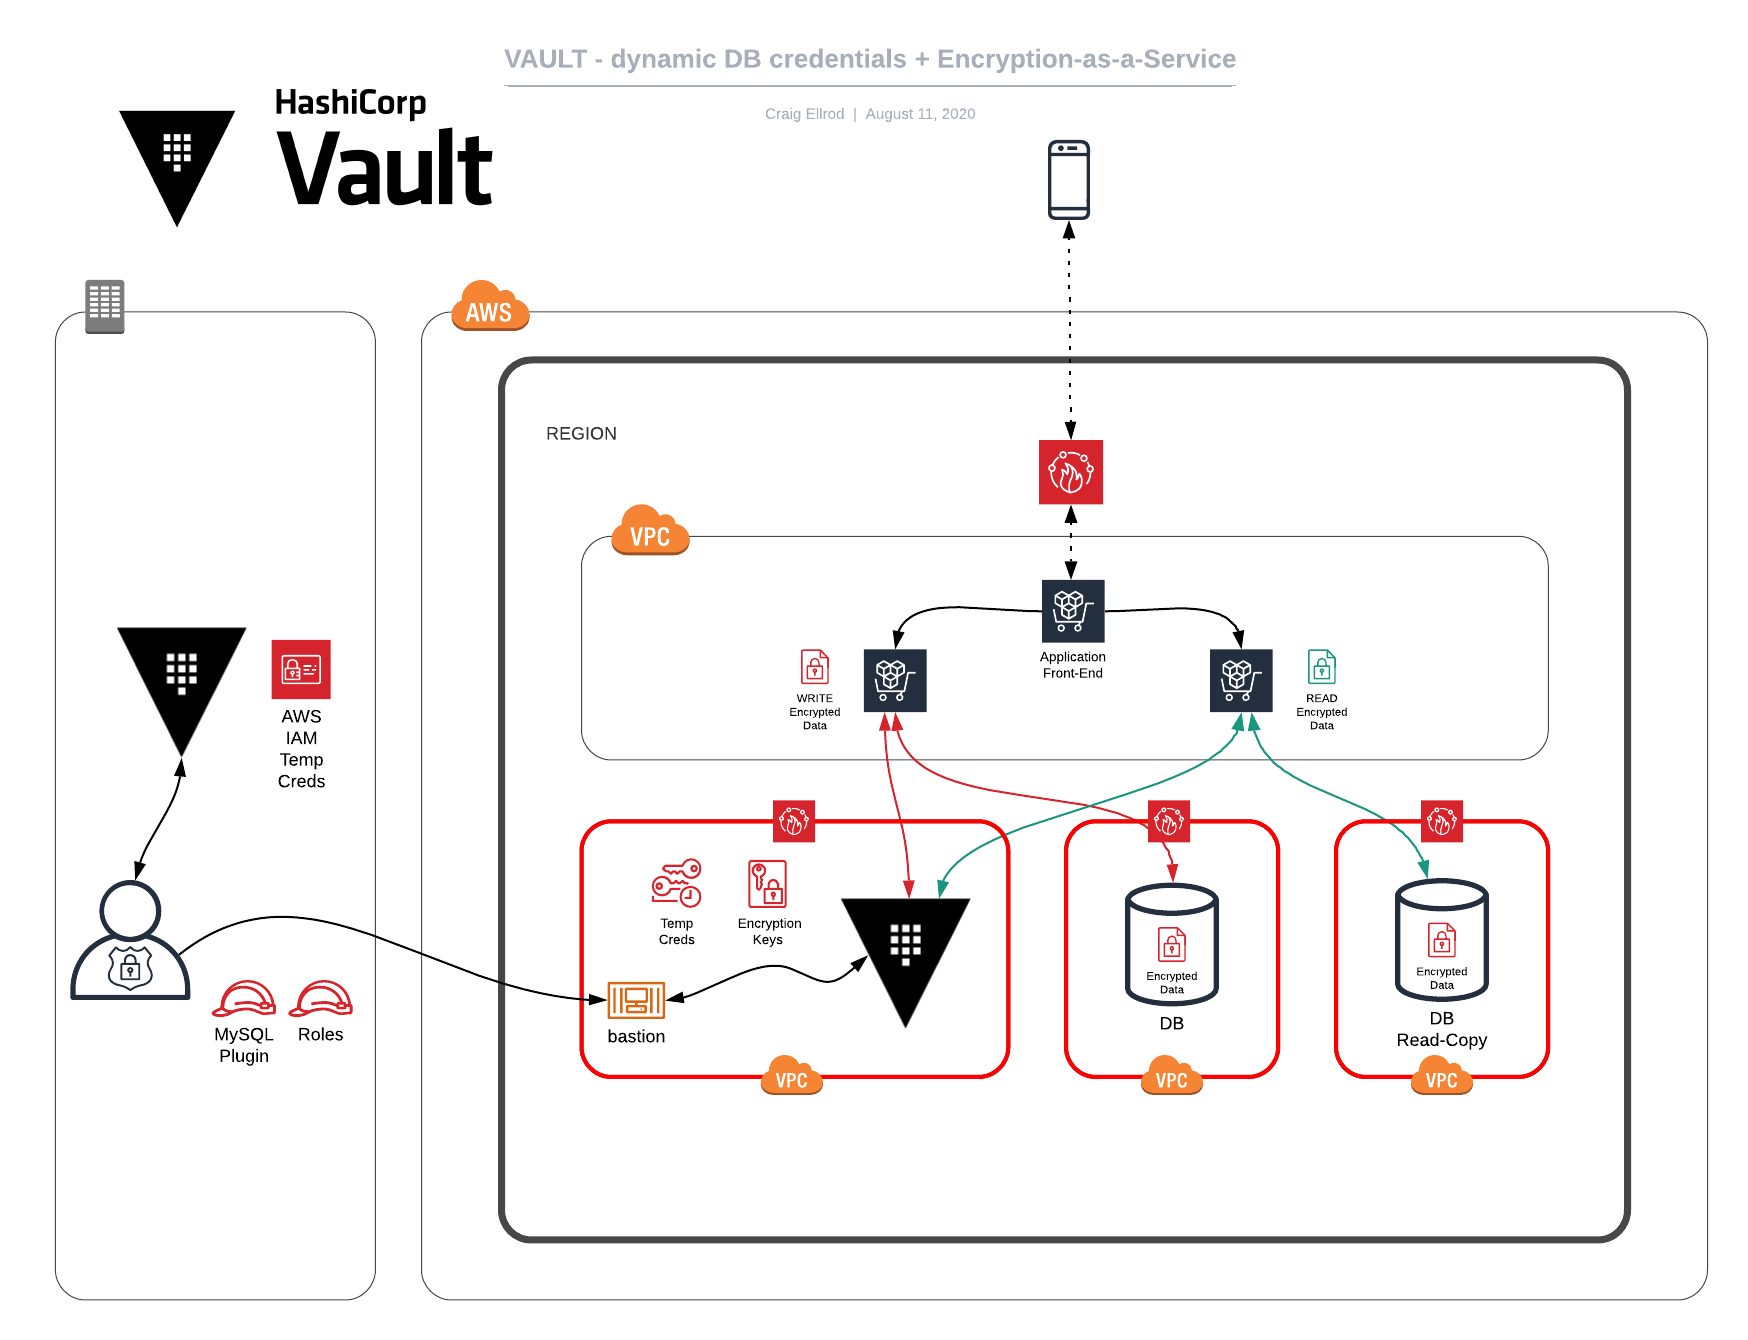 VAULT - dynamic DB credentials + Encryption-as-a-Service
Craig Ellrod | August 11, 2020
HashiCorp
Vault
AWS
REGION
VPC
Application
Front-End
WRITE
Encrypted
Data
READ
Encrypted
Data
AWS
IAM
Temp
Creds
MySQL
Plugin
Roles
Temp
Creds
Encryption
Keys
bastion
VPC
Encrypted
Data
DB
VPC
Encrypted
Data
DB
Read-Copy
VPC